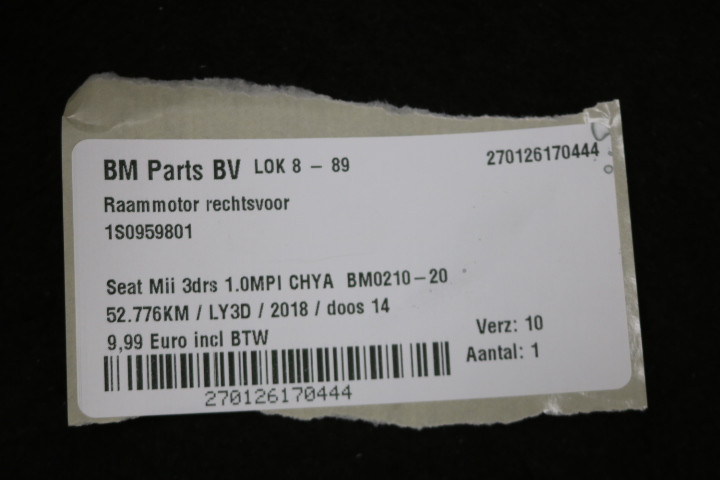 BM Parts BV LOK 8 - 89 270126170444
Raammotor rechtsvoor
1S0959801
Seat Mii 3drs 1.0MPI CHYA BM0210-20
52.776KM / LY3D / 2018 / doos 14
9,99 Euro incl BTW
Verz: 10
Aantal: 1
270126170444